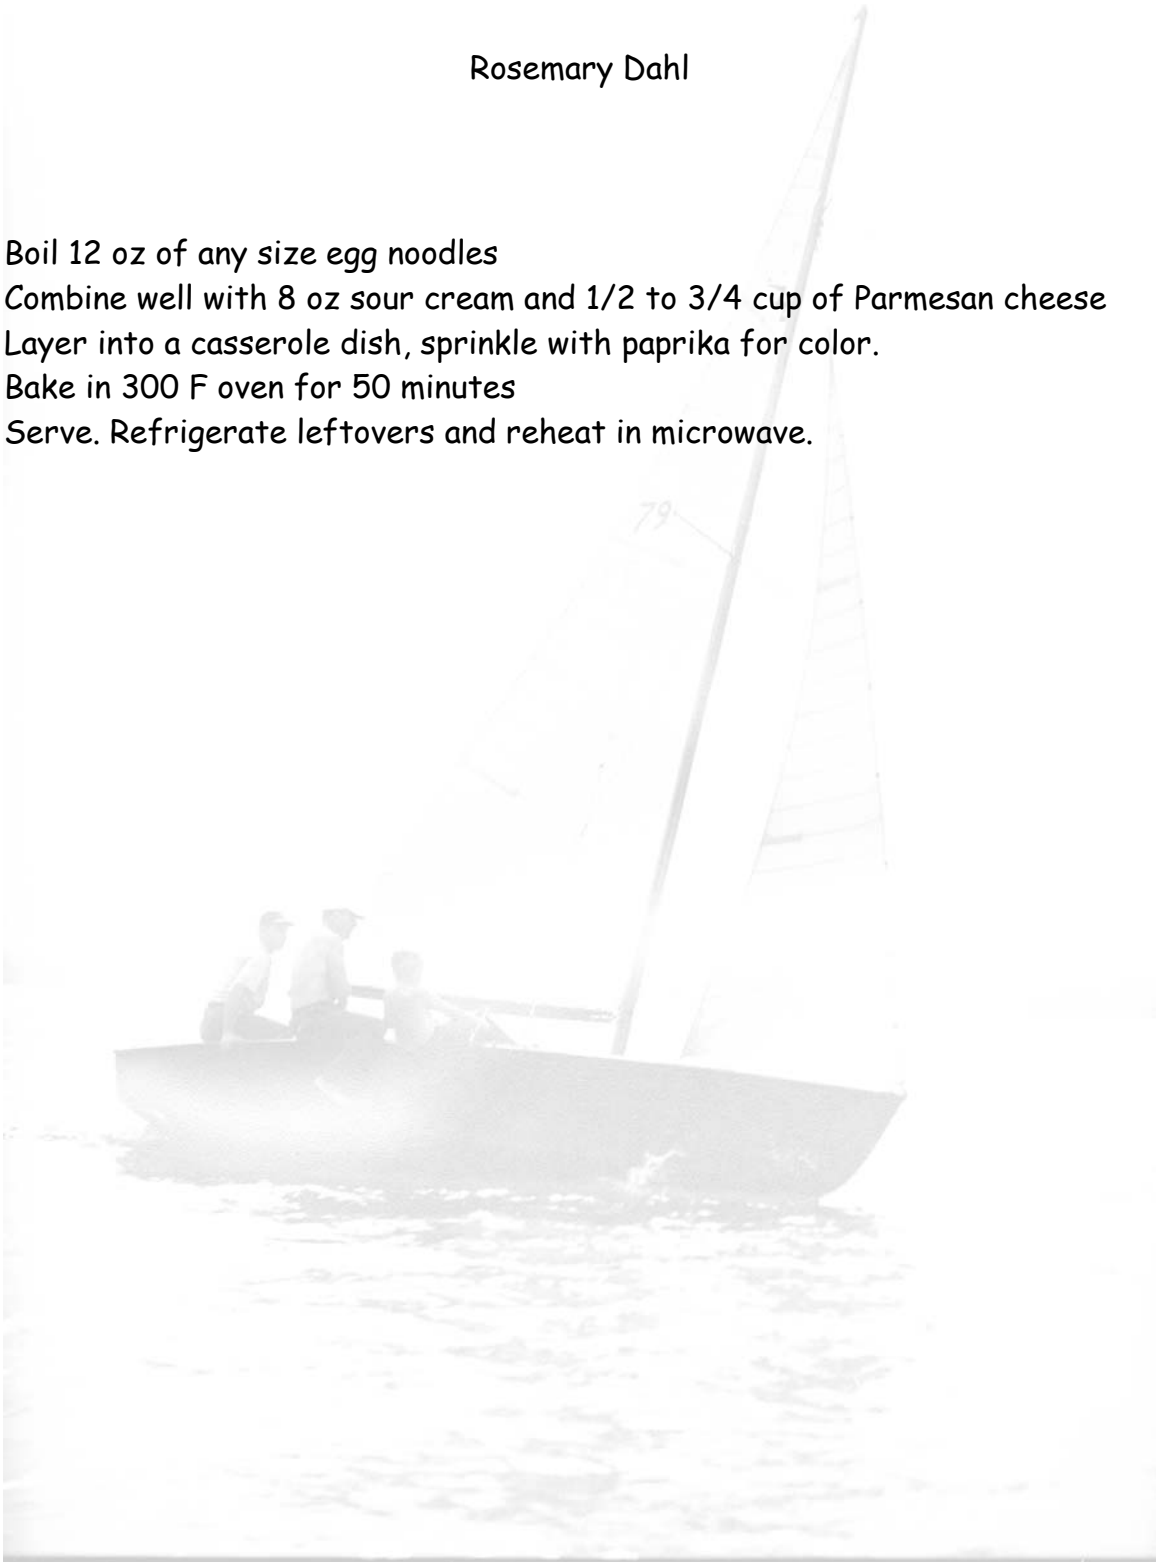 Rosemary Dahl
Boil 12 oz of any size egg noodles
Combine well with 8 oz sour cream and 1/2 to 3/4 cup of Parmesan cheese
Layer into a casserole dish, sprinkle with paprika for color.
Bake in 300 F oven for 50 minutes
Serve. Refrigerate leftovers and reheat in microwave.
79